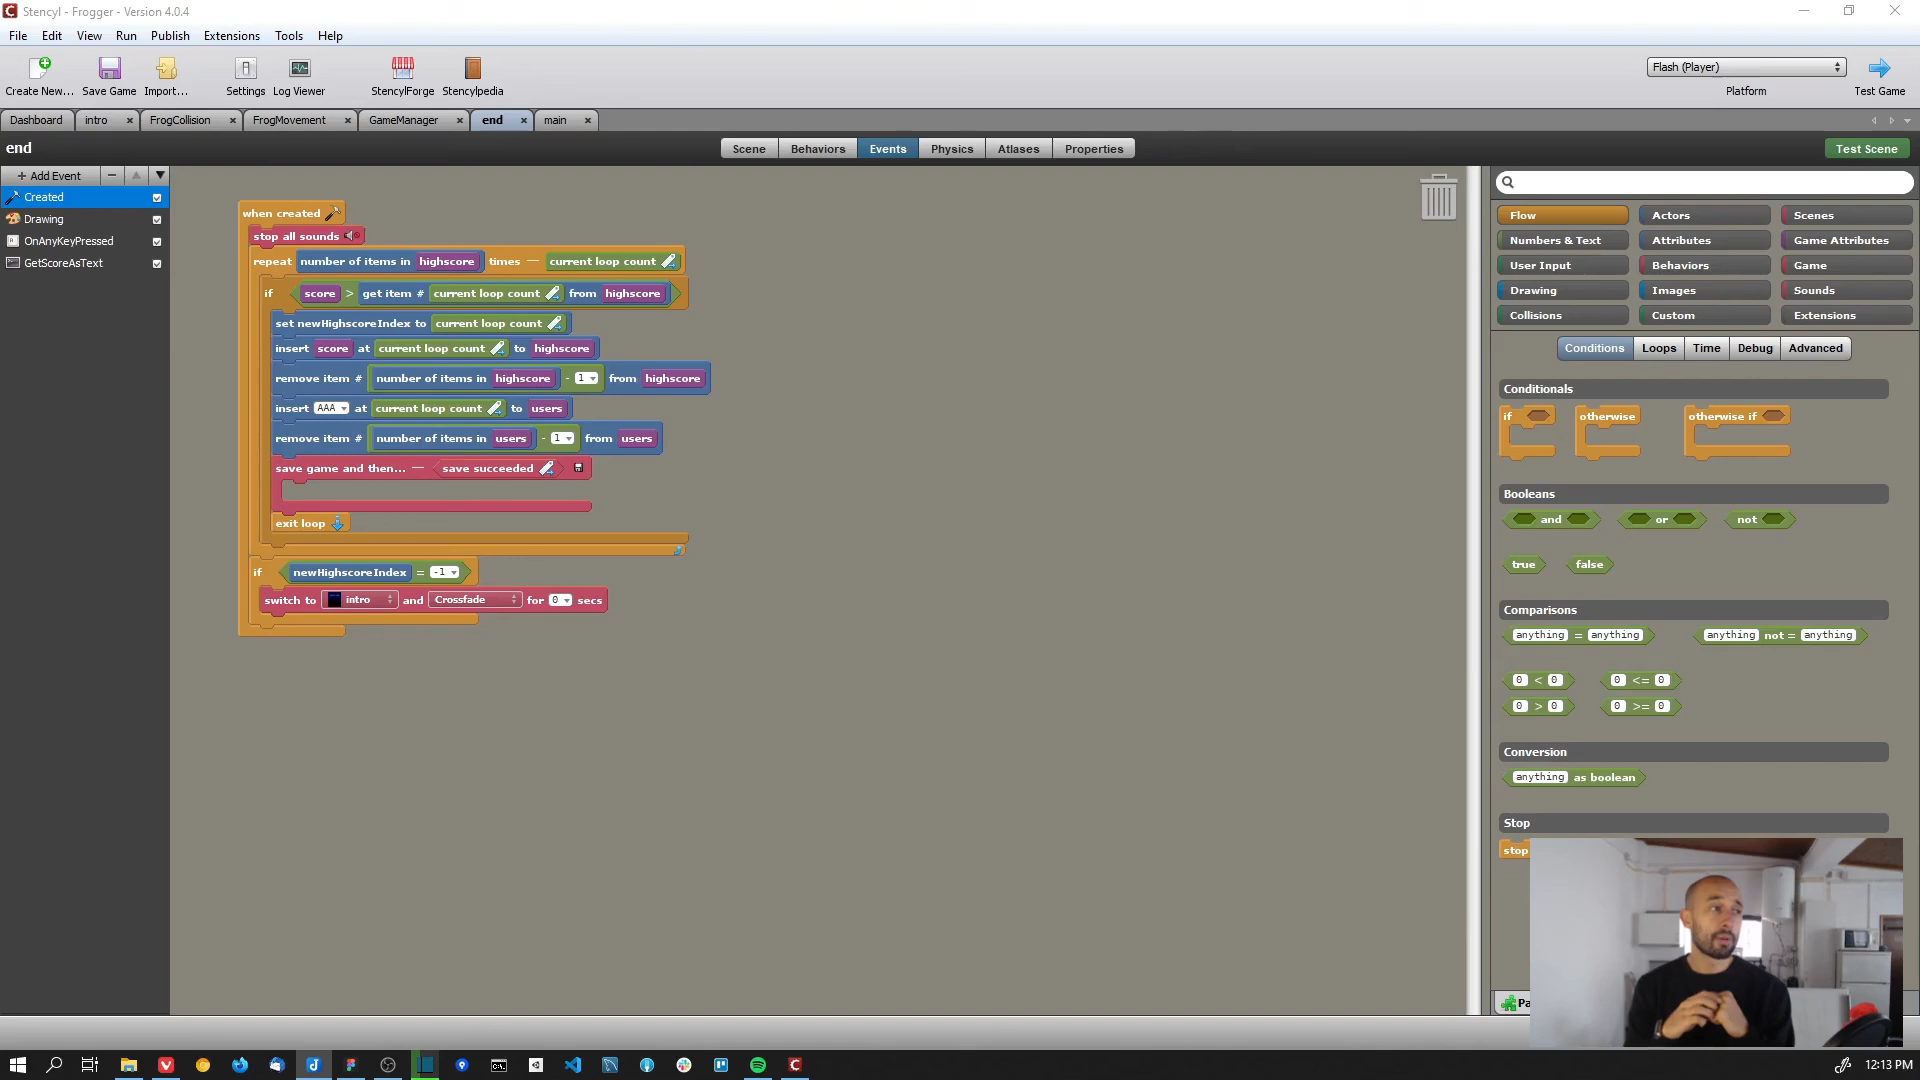 Stencyl - Frogger - Version 4.0.4
File Edit View Run Publish Extensions Tools Help
Create New... Save Game Import... Settings Log Viewer StencylForge Stencylpedia
Flash (Player)
Platform
Test Game
Dashboard intro FrogCollision FrogMovement GameManager end main
end
Scene Behaviors Events Physics Atlases Properties
Test Scene
+ Add Event
Created
Drawing
OnAnyKeyPressed
GetScoreAsText
when created
stop all sounds
repeat number of items in highscore times — current loop count
if score > get item # current loop count from highscore
set newHighscoreIndex to current loop count
insert score at current loop count to highscore
remove item # number of items in highscore - 1 from highscore
insert AAA at current loop count to users
remove item # number of items in users - 1 from users
save game and then... — save succeeded
exit loop
if newHighscoreIndex = -1
switch to intro and Crossfade for 0 secs
Flow Actors Scenes
Numbers & Text Attributes Game Attributes
User Input Behaviors Game
Drawing Images Sounds
Collisions Custom Extensions
Conditions Loops Time Debug Advanced
Conditionals
if otherwise otherwise if
Booleans
and or not
true false
Comparisons
anything = anything anything not = anything
0 < 0 0 <= 0
0 > 0 0 >= 0
Conversion
anything as boolean
Stop
stop
Pa
12:13 PM